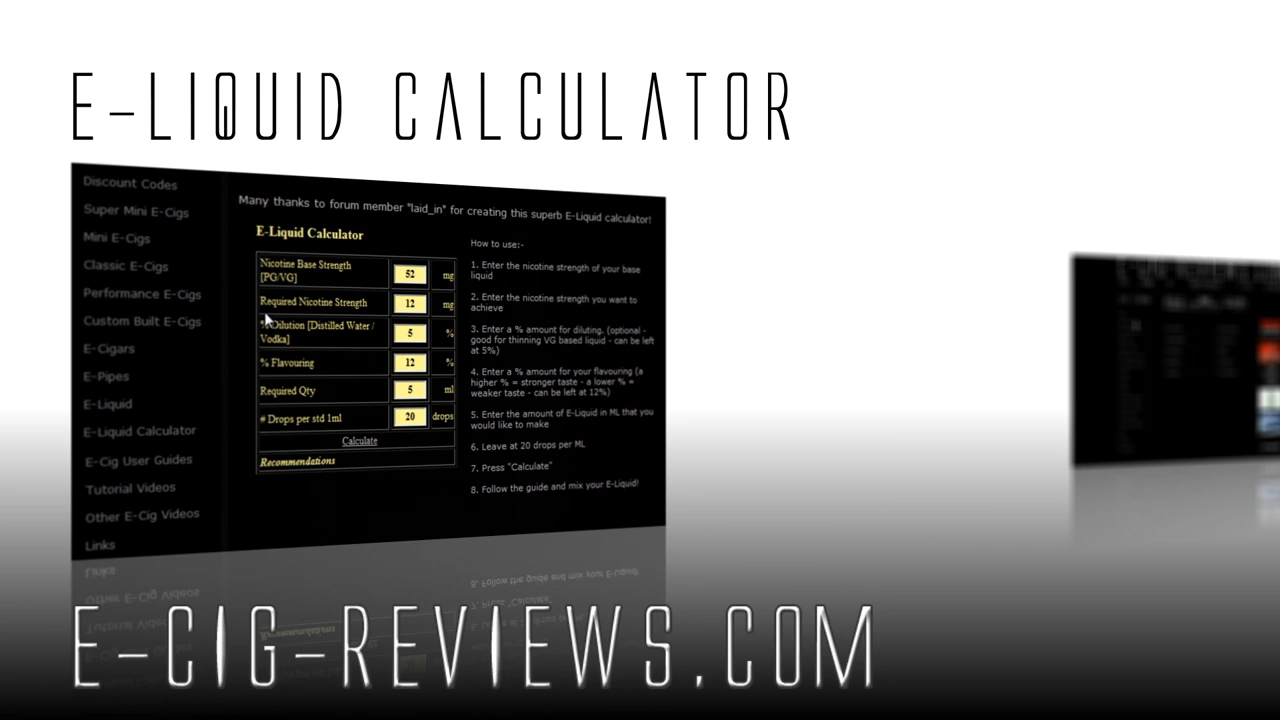 E-LIQUID CALCULATOR
Discount Codes
Super Mini E-Cigs
Mini E-Cigs
Classic E-Cigs
Performance E-Cigs
Custom Built E-Cigs
E-Cigars
E-Pipes
E-Liquid
E-Liquid Calculator
E-Cig User Guides
Tutorial Videos
Other E-Cig Videos
Links
Many thanks to forum member "laid_in" for creating this superb E-Liquid calculator!
E-Liquid Calculator
Nicotine Base Strength
[PG/VG] 52 mg
Required Nicotine Strength 12 mg
% Dilution [Distilled Water /
Vodka] 5 %
% Flavouring 12 %
Required Qty 5 ml
# Drops per std 1ml 20 drops
Calculate
Recommendations
How to use:-
1. Enter the nicotine strength of your base
liquid
2. Enter the nicotine strength you want to
achieve
3. Enter a % amount for diluting. (optional -
good for thinning VG based liquid - can be left
at 5%)
4. Enter a % amount for your flavouring (a
higher % = stronger taste - a lower % =
weaker taste - can be left at 12%)
5. Enter the amount of E-Liquid in ML that you
would like to make
6. Leave at 20 drops per ML
7. Press "Calculate"
8. Follow the guide and mix your E-Liquid!
E-CIG-REVIEWS.COM